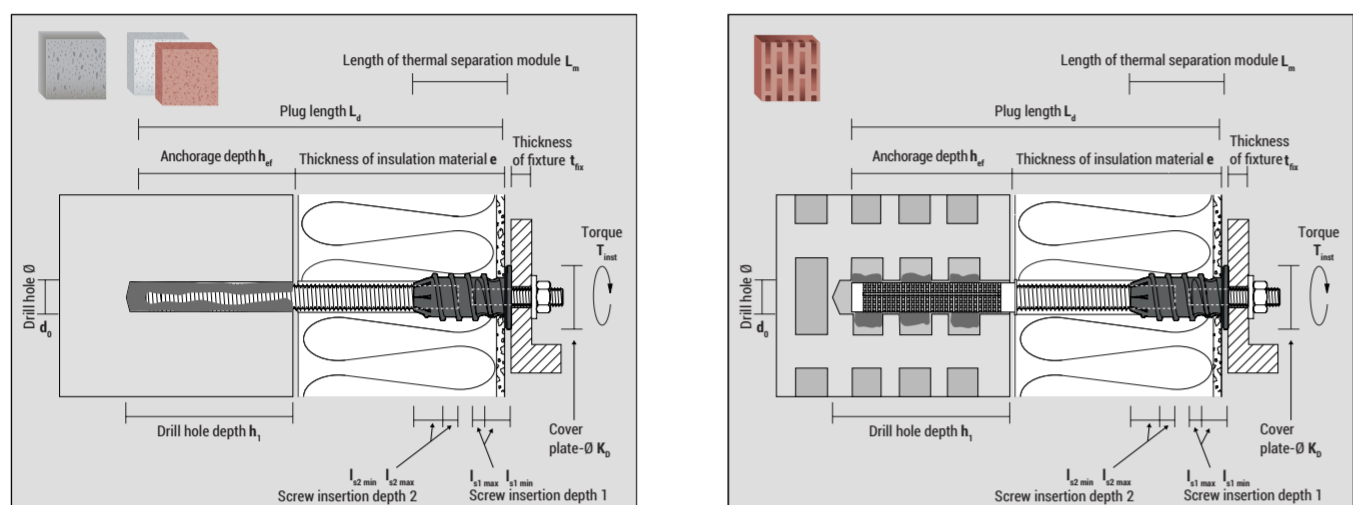 Length of thermal separation module Lm
Plug length Ld
Anchorage depth hef
Thickness of insulation material e
Thickness
of fixture tfix
Torque
Tinst
Drill hole Ø
d0
Drill hole depth h1
Cover
plate-Ø KD
ls2 min ls2 max
Screw insertion depth 2
ls1 max ls1 min
Screw insertion depth 1
Length of thermal separation module Lm
Plug length Ld
Anchorage depth hef
Thickness of insulation material e
Thickness
of fixture tfix
Torque
Tinst
Drill hole Ø
d0
Drill hole depth h1
Cover
plate-Ø KD
ls2 min ls2 max
Screw insertion depth 2
ls1 max ls1 min
Screw insertion depth 1